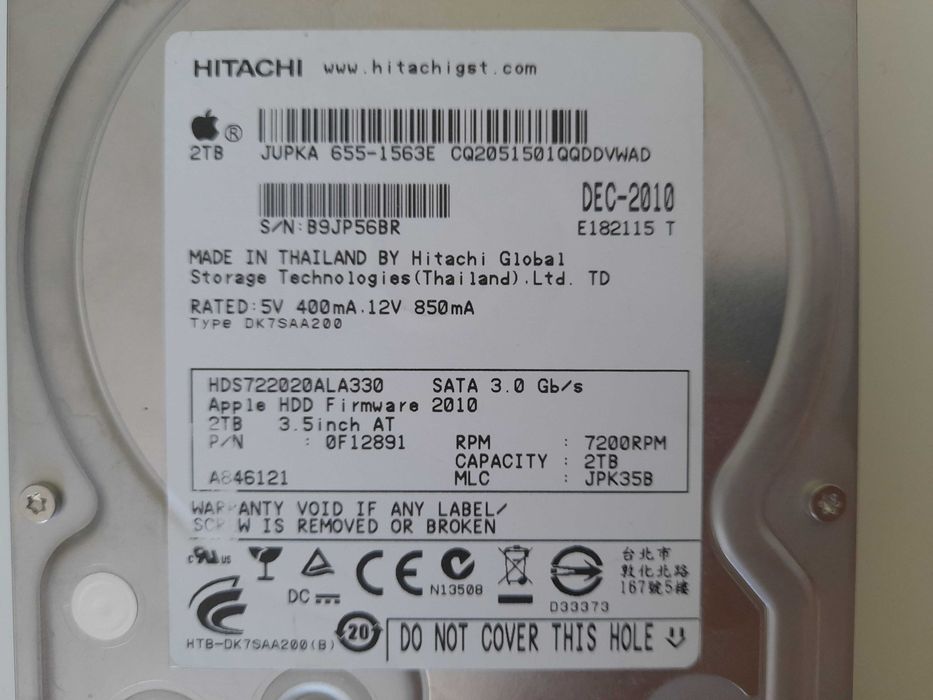 HITACHI www.hitachigst.com
®
2TB JUPKA 655-1563E CQ2051501QQDDVWAD
DEC-2010
S/N:B9JP56BR E182115 T
MADE IN THAILAND BY Hitachi Global
Storage Technologies(Thailand).Ltd. TD
RATED:5V 400mA.12V 850mA
Type DK7SAA200
HDS722020ALA330 SATA 3.0 Gb/s
Apple HDD Firmware 2010
2TB 3.5inch AT
P/N : 0F12891 RPM : 7200RPM
CAPACITY : 2TB
A846121 MLC : JPK35B
WARRANTY VOID IF ANY LABEL/
SCREW IS REMOVED OR BROKEN
c RU us
DC
CE
N13508
D33373
台北市
敦化北路
167號5樓
HTB-DK7SAA200(B)
20
DO NOT COVER THIS HOLE